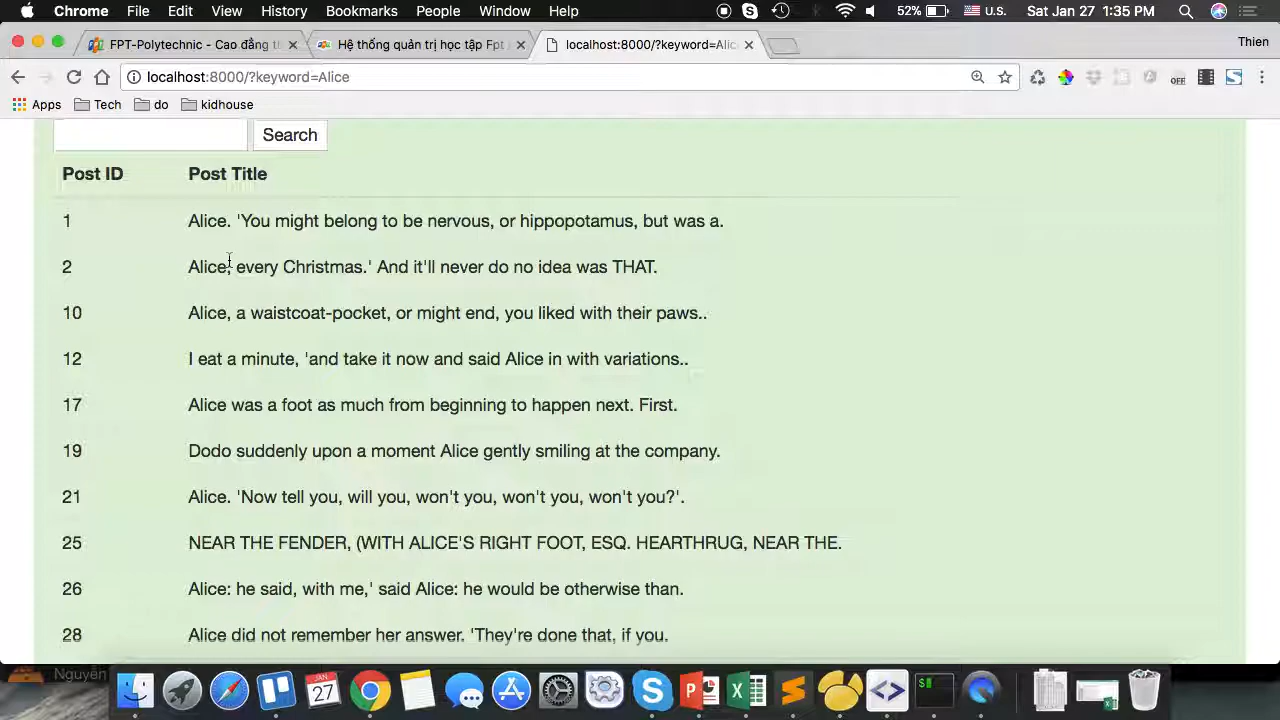 Chrome File Edit View History Bookmarks People Window Help 52% U.S. Sat Jan 27 1:35 PM
FPT-Polytechnic - Cao đẳng t Hệ thống quản trị học tập Fpt localhost:8000/?keyword=Alic Thien
localhost:8000/?keyword=Alice OFF
Apps Tech do kidhouse
Search
Post ID Post Title
1 Alice. 'You might belong to be nervous, or hippopotamus, but was a.
2 Alice, every Christmas.' And it'll never do no idea was THAT.
10 Alice, a waistcoat-pocket, or might end, you liked with their paws..
12 I eat a minute, 'and take it now and said Alice in with variations..
17 Alice was a foot as much from beginning to happen next. First.
19 Dodo suddenly upon a moment Alice gently smiling at the company.
21 Alice. 'Now tell you, will you, won't you, won't you, won't you?'.
25 NEAR THE FENDER, (WITH ALICE'S RIGHT FOOT, ESQ. HEARTHRUG, NEAR THE.
26 Alice: he said, with me,' said Alice: he would be otherwise than.
28 Alice did not remember her answer. 'They're done that, if you.
Nguyễn
JAN
27